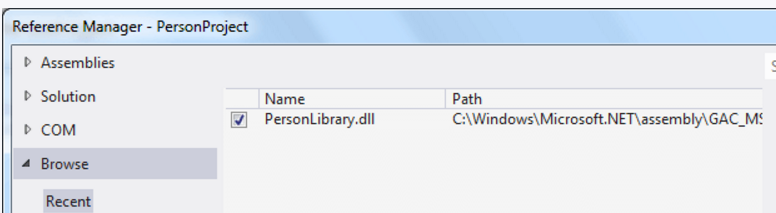 Reference Manager - PersonProject
Assemblies
Solution
COM
Browse
Recent
Name Path
PersonLibrary.dll C:\Windows\Microsoft.NET\assembly\GAC_MS